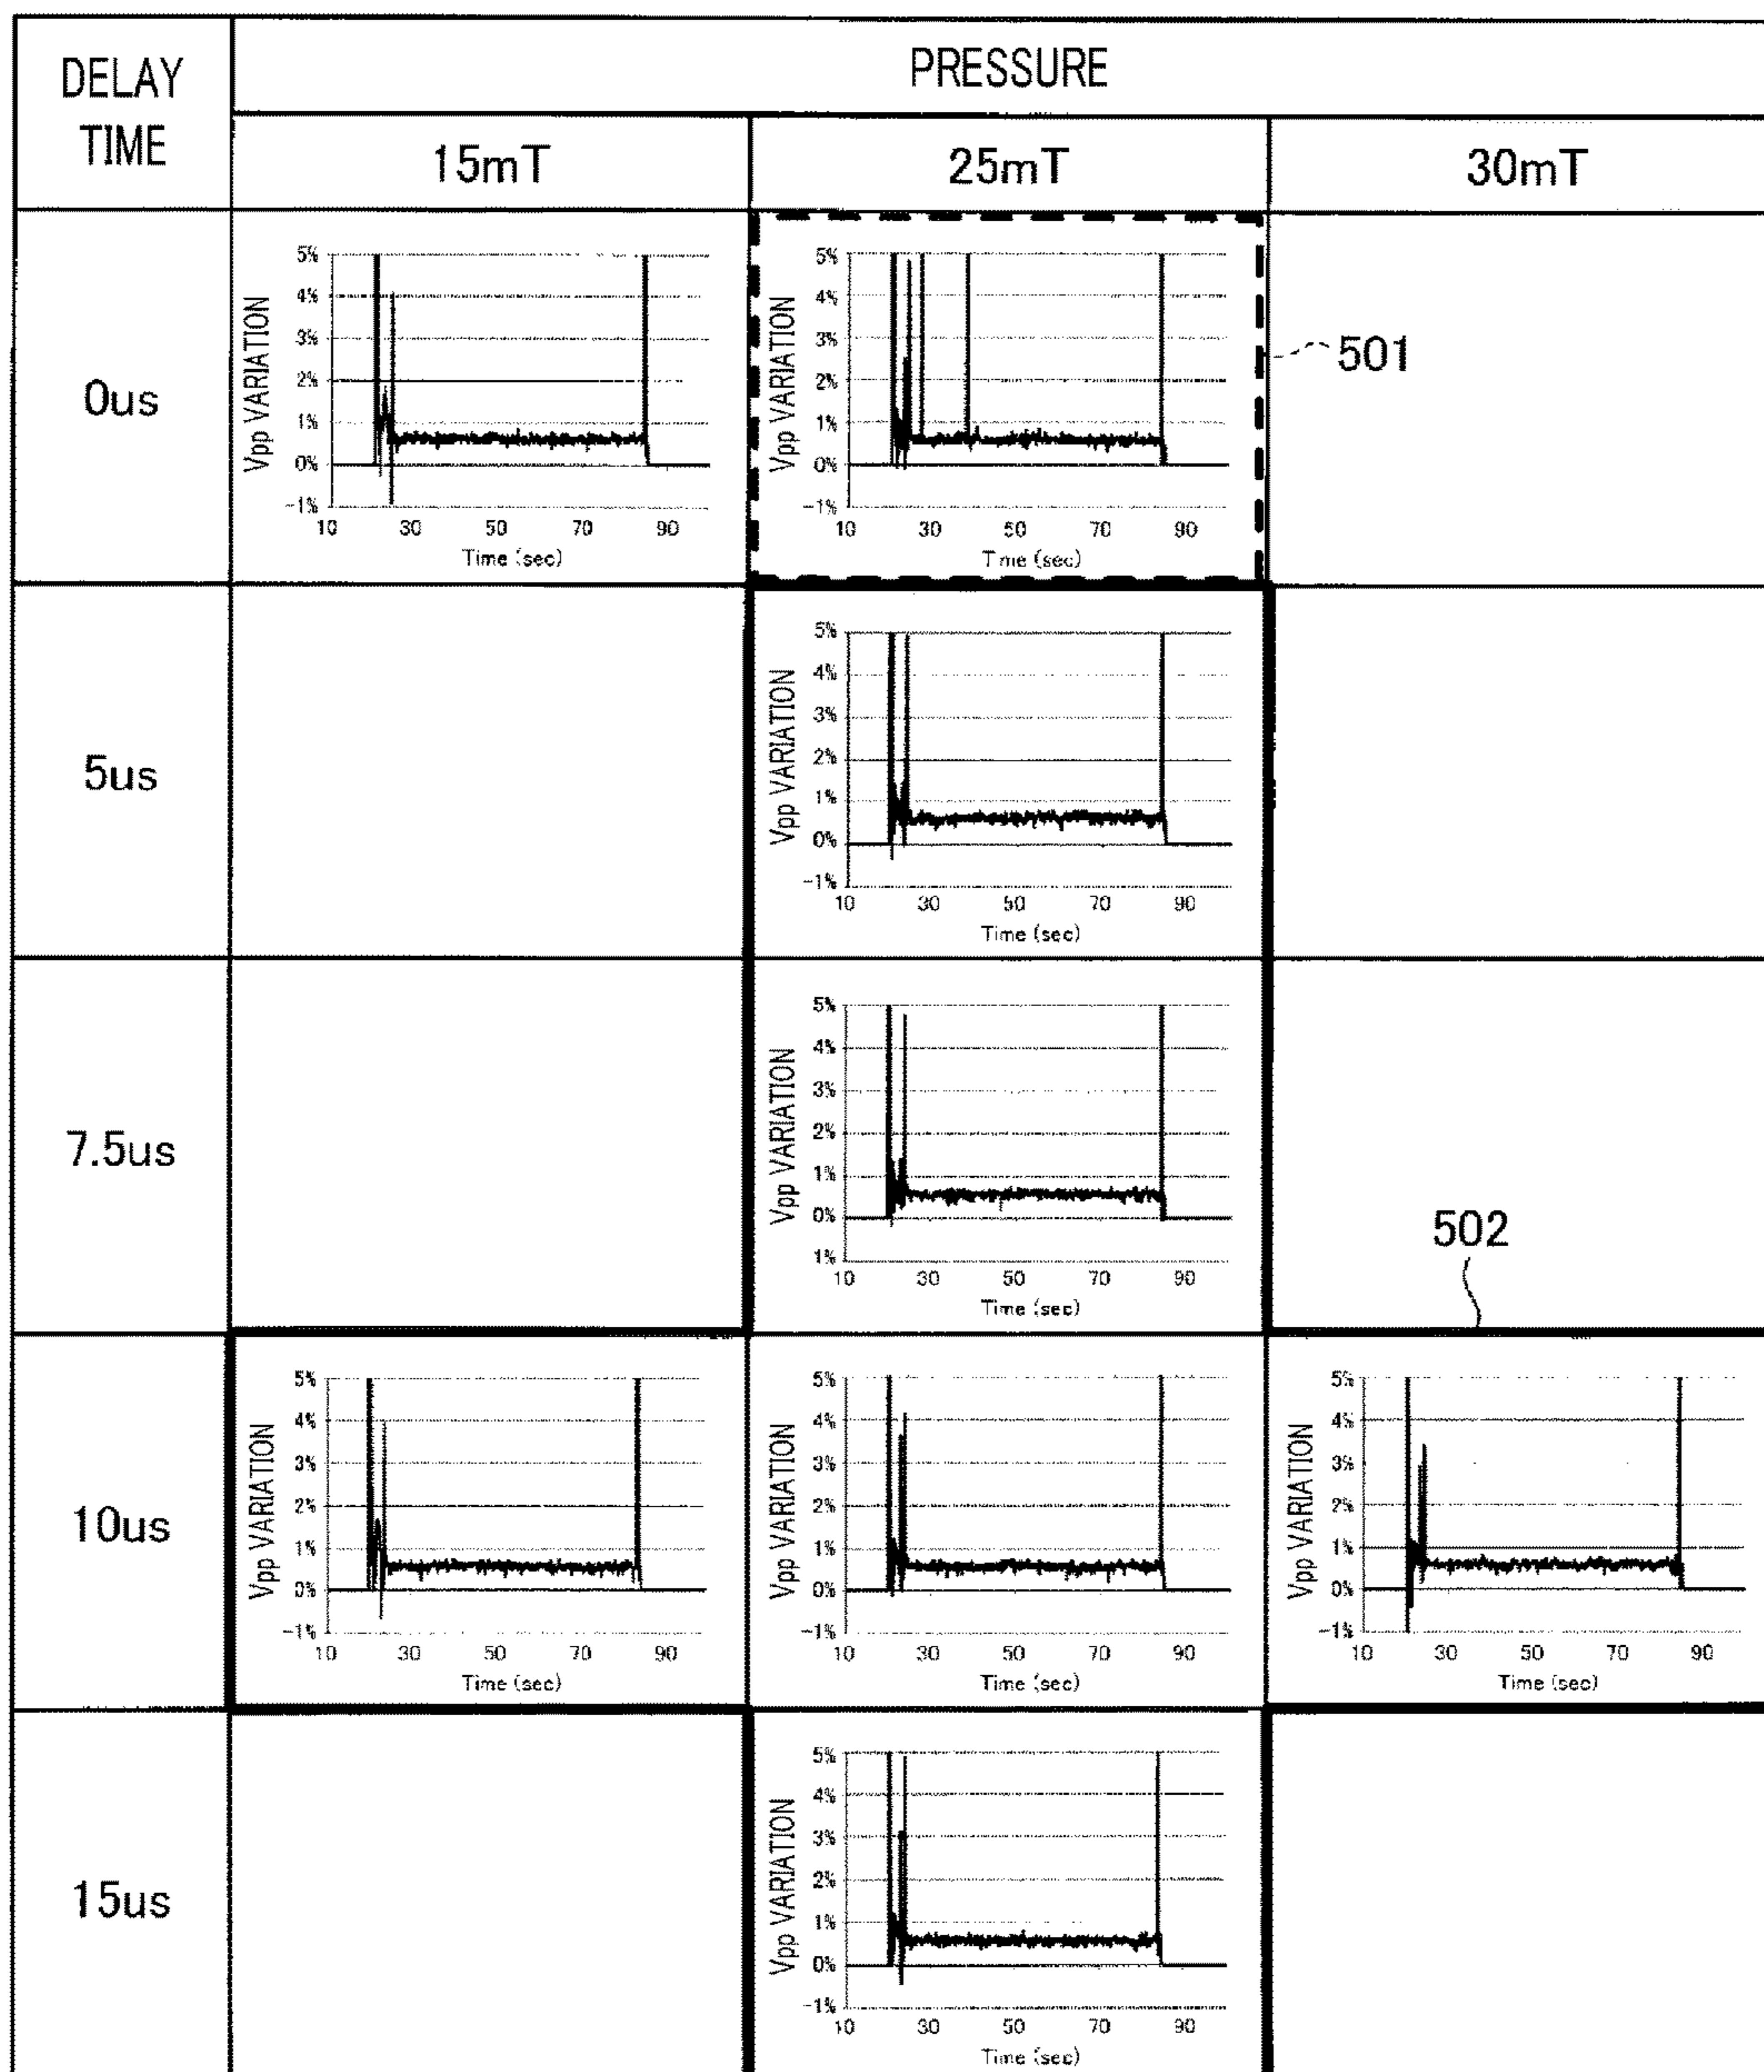 DELAY
TIME
PRESSURE
15mT
25mT
30mT
0us
Vpp VARIATION
5%
4%
3%
2%
1%
0%
-1%
10 30 50 70 90
Time (sec)
Vpp VARIATION
5%
4%
3%
2%
1%
0%
-1%
10 30 50 70 90
Time (sec)
501
5us
Vpp VARIATION
5%
4%
3%
2%
1%
0%
-1%
10 30 50 70 90
Time (sec)
7.5us
Vpp VARIATION
5%
4%
3%
2%
1%
0%
1%
10 30 50 70 90
Time (sec)
502
10us
Vpp VARIATION
5%
4%
3%
2%
1%
0%
-1%
10 30 50 70 90
Time (sec)
Vpp VARIATION
5%
4%
3%
2%
1%
0%
-1%
10 30 50 70 90
Time (sec)
Vpp VARIATION
5%
4%
3%
2%
1%
0%
-1%
10 30 50 70 90
Time (sec)
15us
Vpp VARIATION
5%
4%
3%
2%
1%
0%
-1%
10 30 50 70 90
Time (sec)